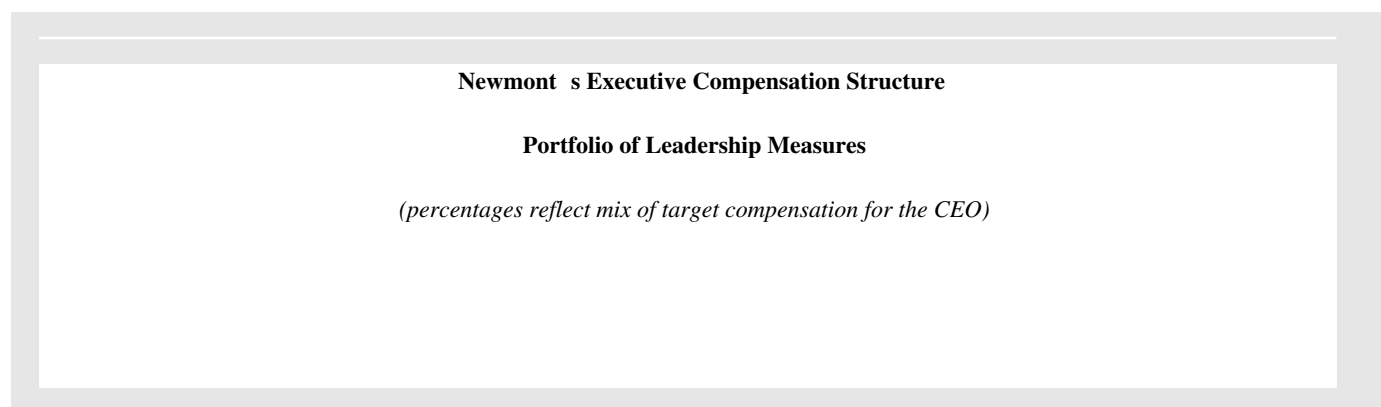 Newmont s Executive Compensation Structure
Portfolio of Leadership Measures
(percentages reflect mix of target compensation for the CEO)